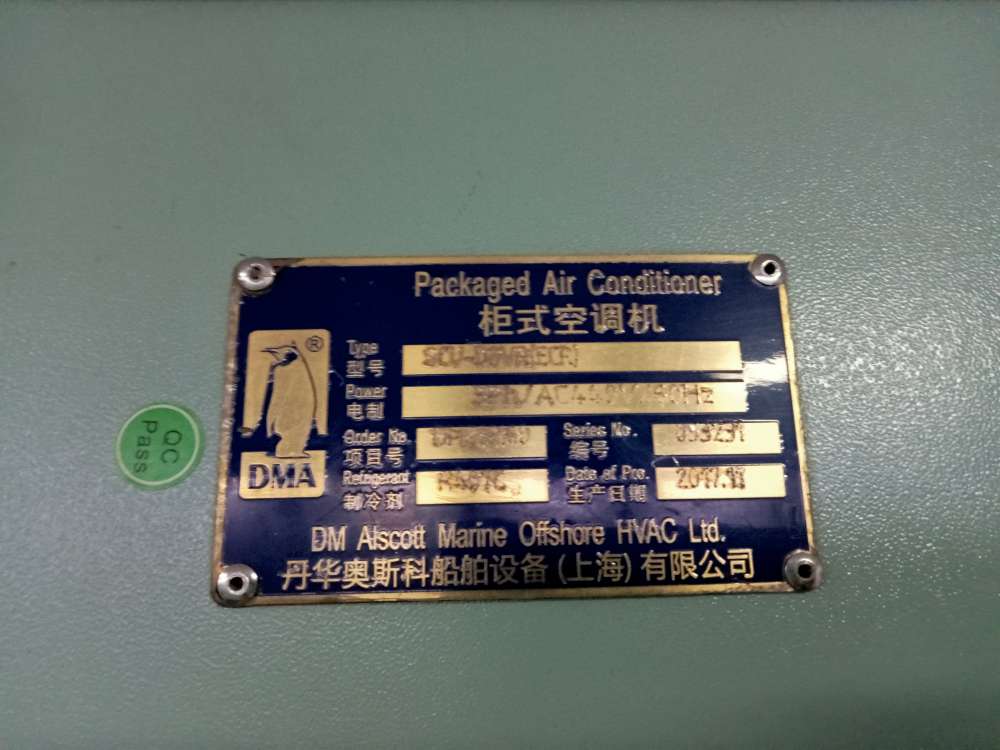 Packaged Air Conditioner
柜式空调机
®
Type
型号
Power
电制
Order No.
项目号
Series No.
编号
Refrigerant
制冷剂
Date of Pro.
生产日期
2017.11
DMA
DM Alscott Marine Offshore HVAC Ltd.
丹华奥斯科船舶设备(上海)有限公司
QC
Pass